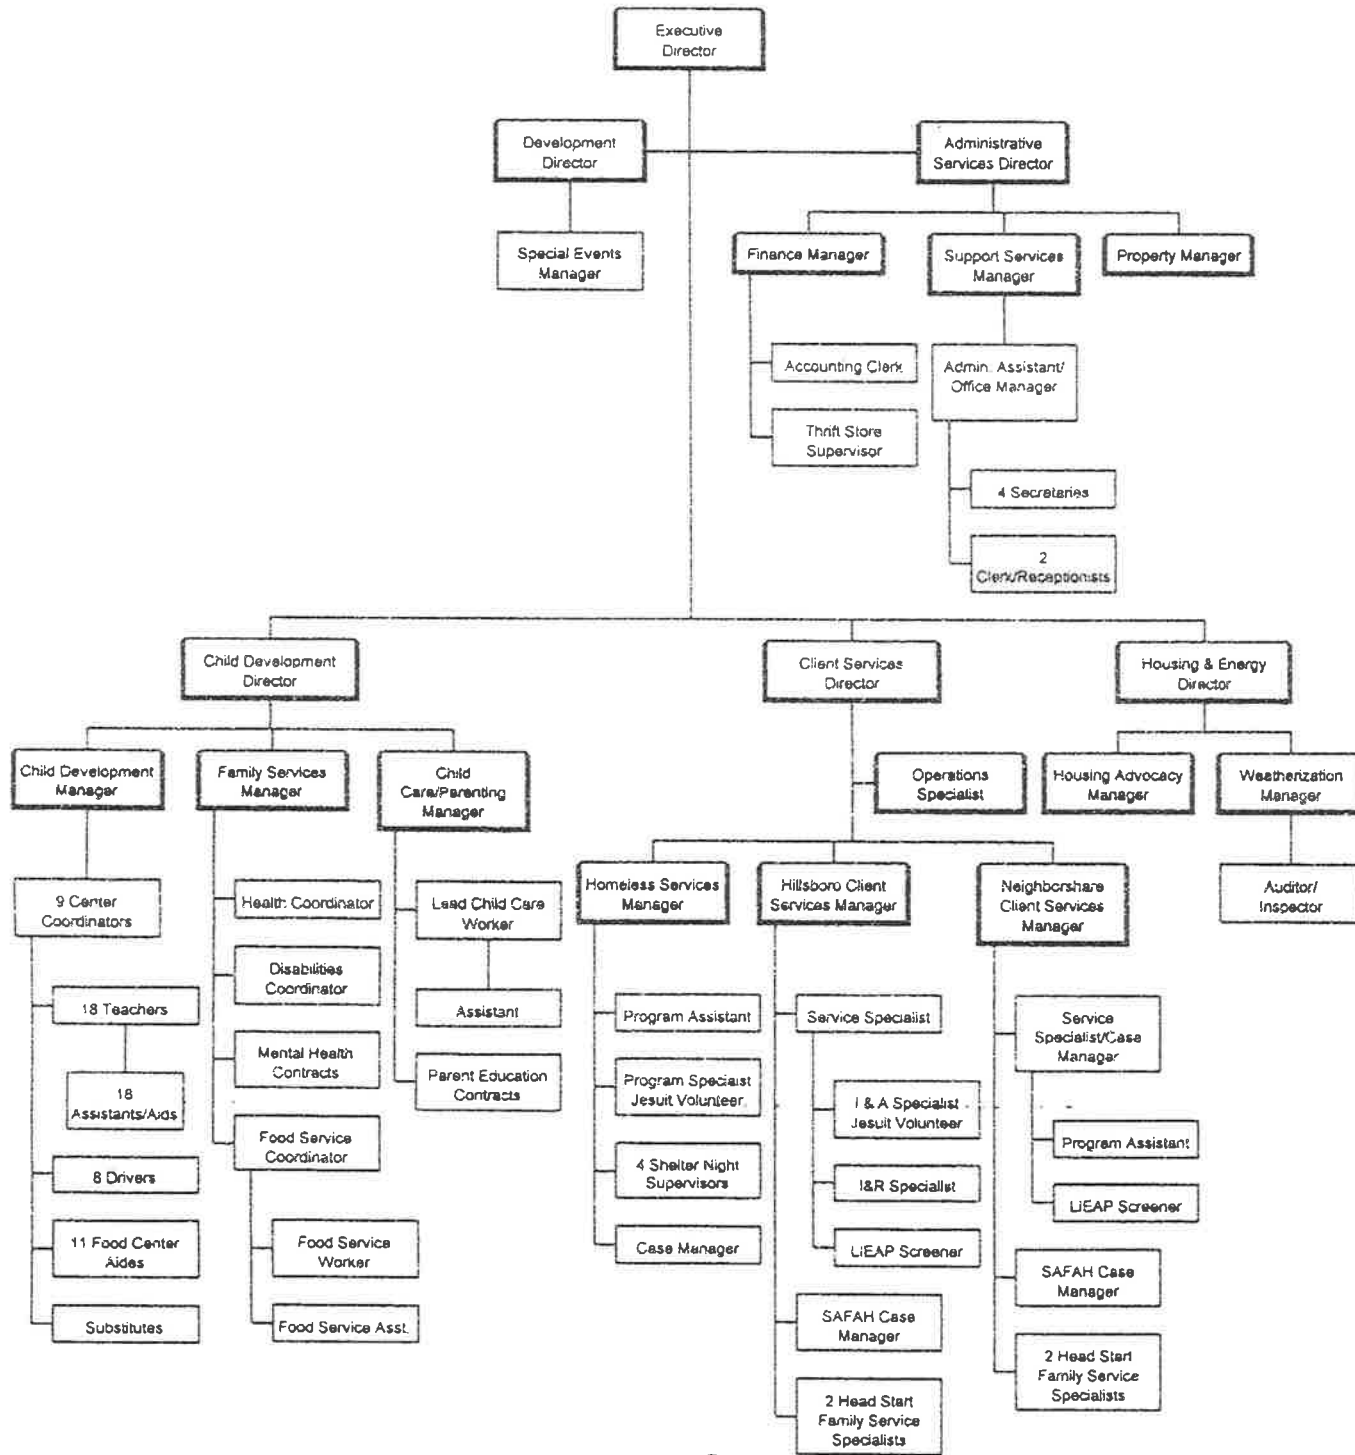 Executive
Director
Development
Director
Administrative
Services Director
Special Events
Manager
Finance Manager
Support Services
Manager
Property Manager
Accounting Clerk
Admin. Assistant/
Office Manager
Thrift Store
Supervisor
4 Secretaries
2
Clerk/Receptionists
Child Development
Director
Client Services
Director
Housing & Energy
Director
Child Development
Manager
Family Services
Manager
Child
Care/Parenting
Manager
Operations
Specialist
Housing Advocacy
Manager
Weatherization
Manager
9 Center
Coordinators
Health Coordinator
Lead Child Care
Worker
Homeless Services
Manager
Hillsboro Client
Services Manager
Neighborshare
Client Services
Manager
Auditor/
Inspector
18 Teachers
Disabilities
Coordinator
Assistant
Program Assistant
Service Specialist
Service
Specialist/Case
Manager
18
Assistants/Aids
Mental Health
Contracts
Parent Education
Contracts
Program Specialist
Jesuit Volunteer
I & A Specialist
Jesuit Volunteer
Program Assistant
8 Drivers
Food Service
Coordinator
4 Shelter Night
Supervisors
I&R Specialist
LIEAP Screener
11 Food Center
Aides
Food Service
Worker
Case Manager
LIEAP Screener
SAFAH Case
Manager
Substitutes
Food Service Asst.
SAFAH Case
Manager
2 Head Start
Family Service
Specialists
2 Head Start
Family Service
Specialists